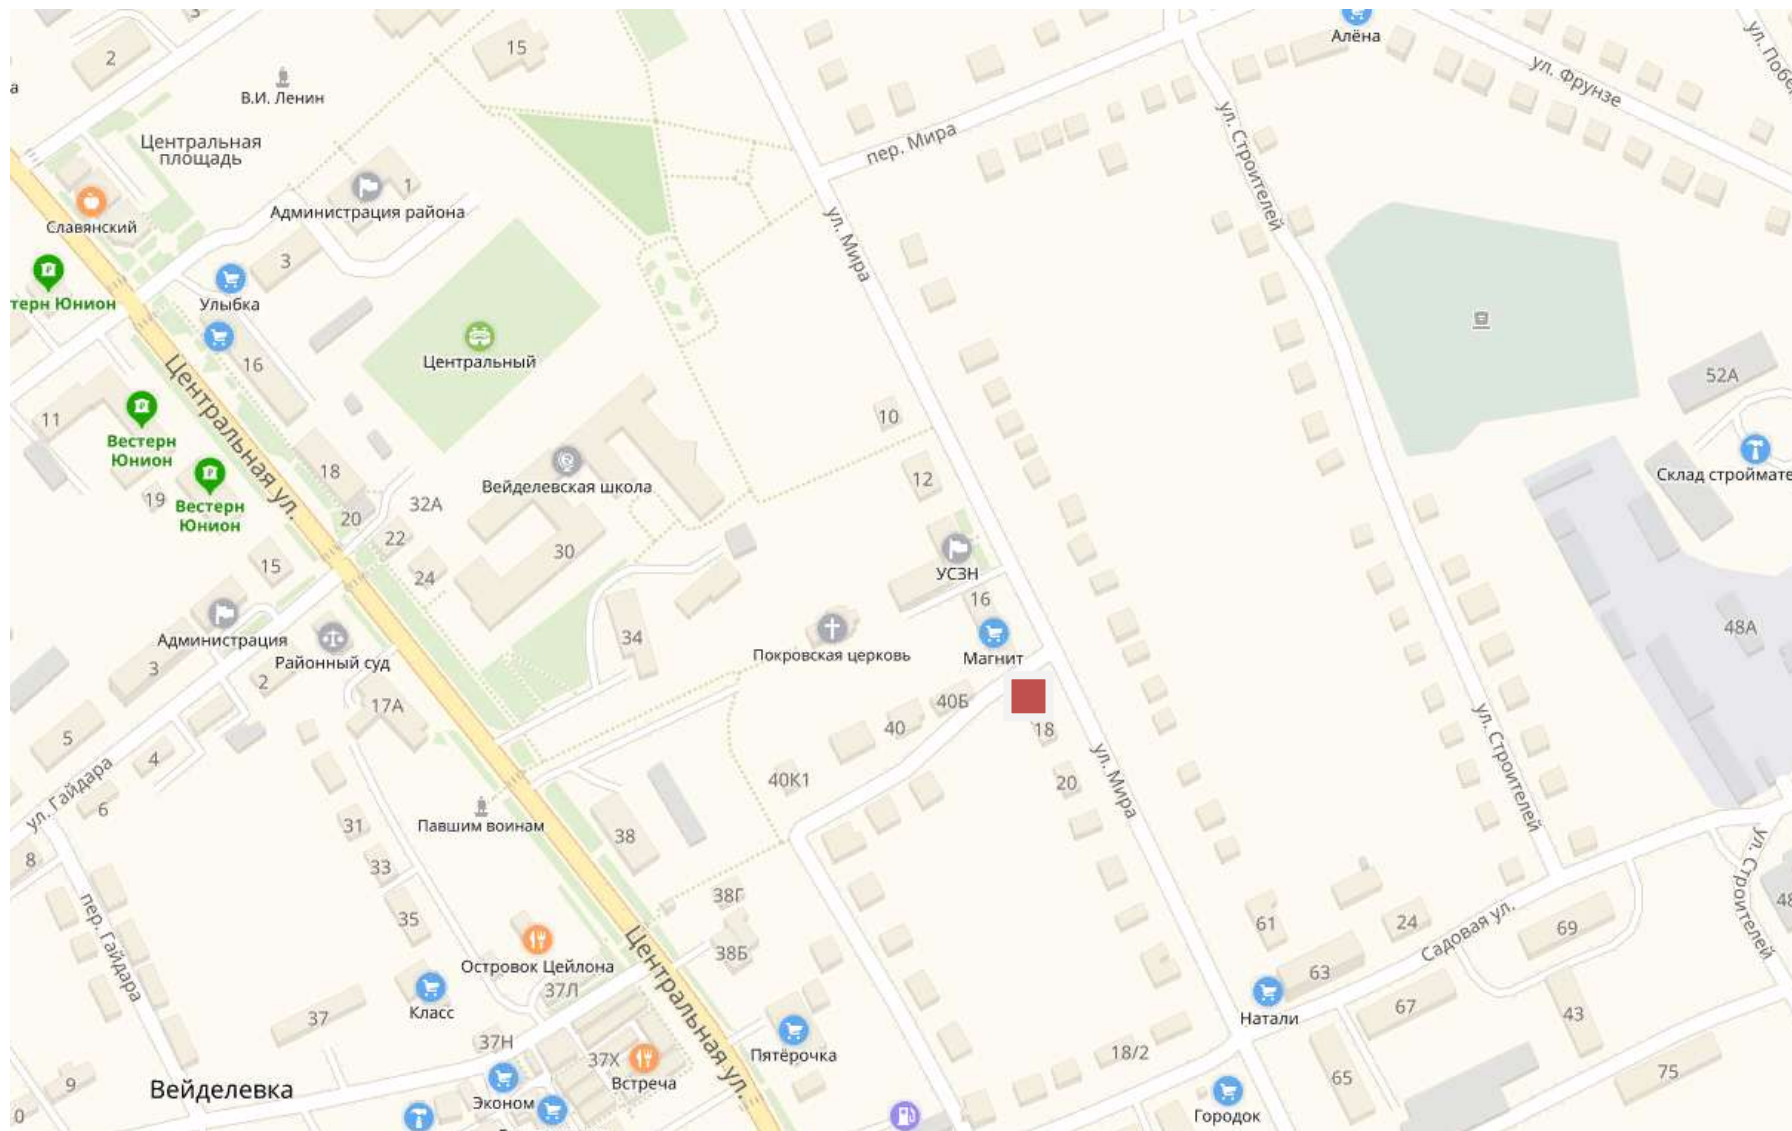 3
2
15
Алёна
ул. Фрунзе
ул. Побе
а
В.И. Ленин
Центральная
площадь
пер. Мира
ул. Строителей
1
Администрация района
Славянский
ул. Мира
3
терн Юнион
Улыбка
Центральный
16
52А
11
10
Вестерн
Юнион
Центральная ул.
18
Вейделевская школа
12
Склад строймате
19
Вестерн
Юнион
32А
20
22
30
15
24
УСЗН
16
48А
Администрация
Районный суд
34
Покровская церковь
Магнит
3
2
17А
40Б
5
4
40
18
ул. Строителей
ул. Гайдара
40К1
20
ул. Мира
6
31
Павшим воинам
38
8
33
ул. Строителей
пер. Гайдара
35
38Г
61
24
69
48
Садовая ул.
Островок Цейлона
38Б
63
37Л
Центральная ул.
Класс
37
67
43
Натали
37Н
37Х
Встреча
Пятёрочка
18/2
9
Вейделевка
65
75
0
Эконом
Городок